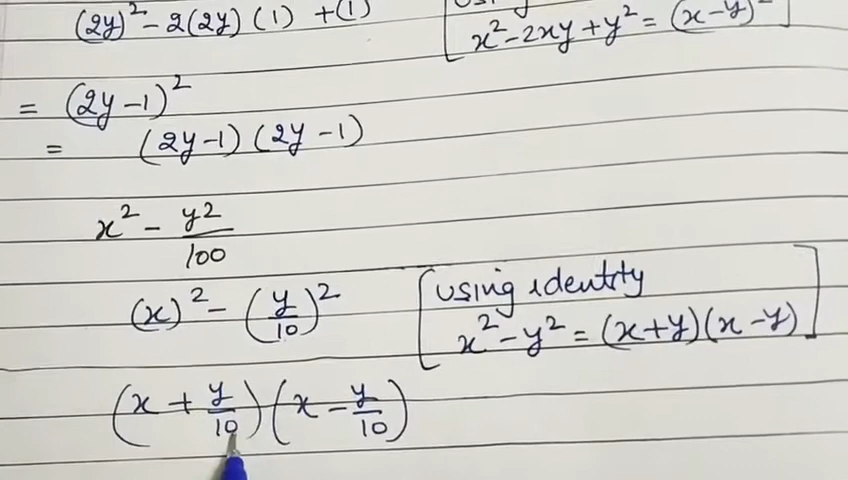 (2y)² - 2(2y)(1) + (1)
x² - 2xy + y² = (x-y)²
= (2y-1)²
= (2y-1)(2y-1)
x² - y²/100
(x)² - (y/10)²
[using identity
x² - y² = (x+y)(x-y)]
(x + y/10)(x - y/10)